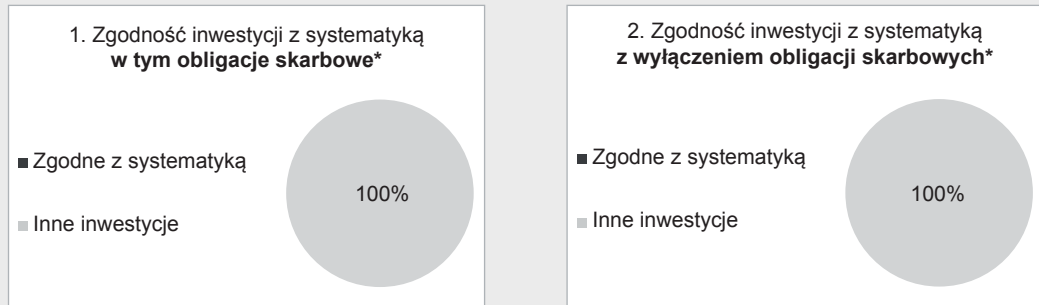 1. Zgodność inwestycji z systematyką
w tym obligacje skarbowe*
Zgodne z systematyką
Inne inwestycje
100%
2. Zgodność inwestycji z systematyką
z wyłączeniem obligacji skarbowych*
Zgodne z systematyką
Inne inwestycje
100%